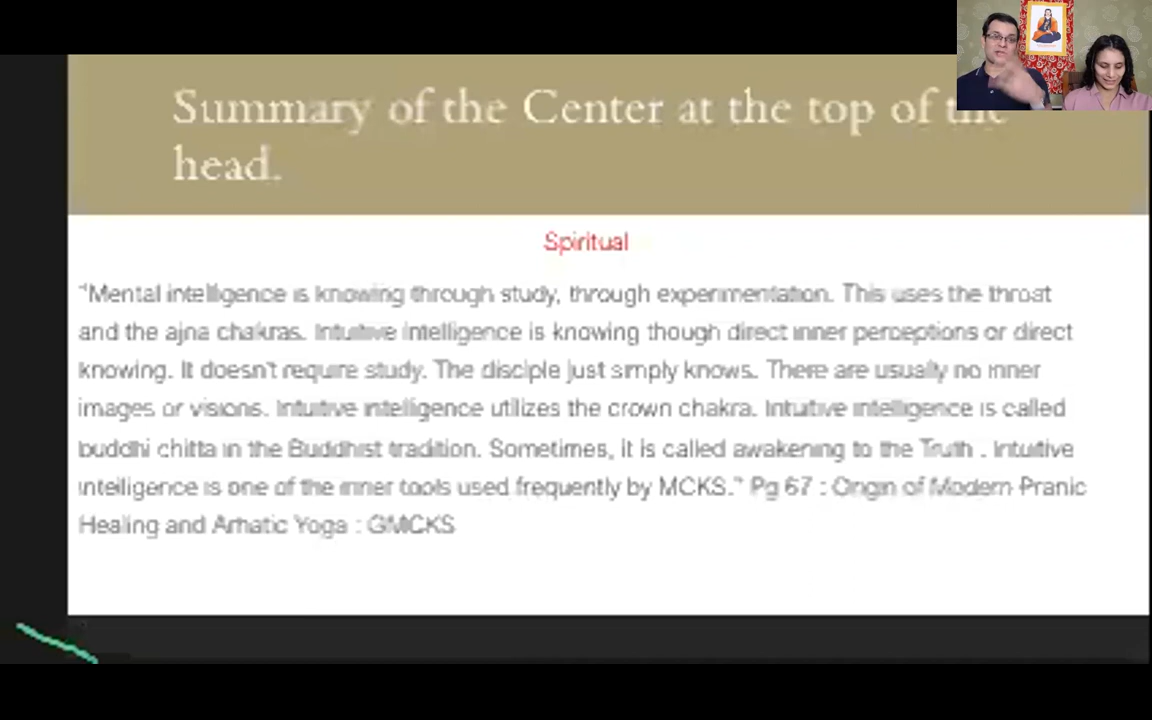 Summary of the Center at the top of the
head.
Spiritual
"Mental intelligence is knowing through study, through experimentation. This uses the throat
and the ajna chakras. Intuitive Intelligence is knowing though direct inner perceptions or direct
knowing. It doesn't require study. The disciple just simply knows. There are usually no inner
images or visions. Intuitive intelligence utilizes the crown chakra. Intuitive intelligence is called
buddhi chitta in the Buddhist tradition. Sometimes, it is called awakening to the Truth . Intuitive
intelligence is one of the inner tools used frequently by MCKS." Pg 67 : Origin of Modern Pranic
Healing and Arhatic Yoga : GMCKS